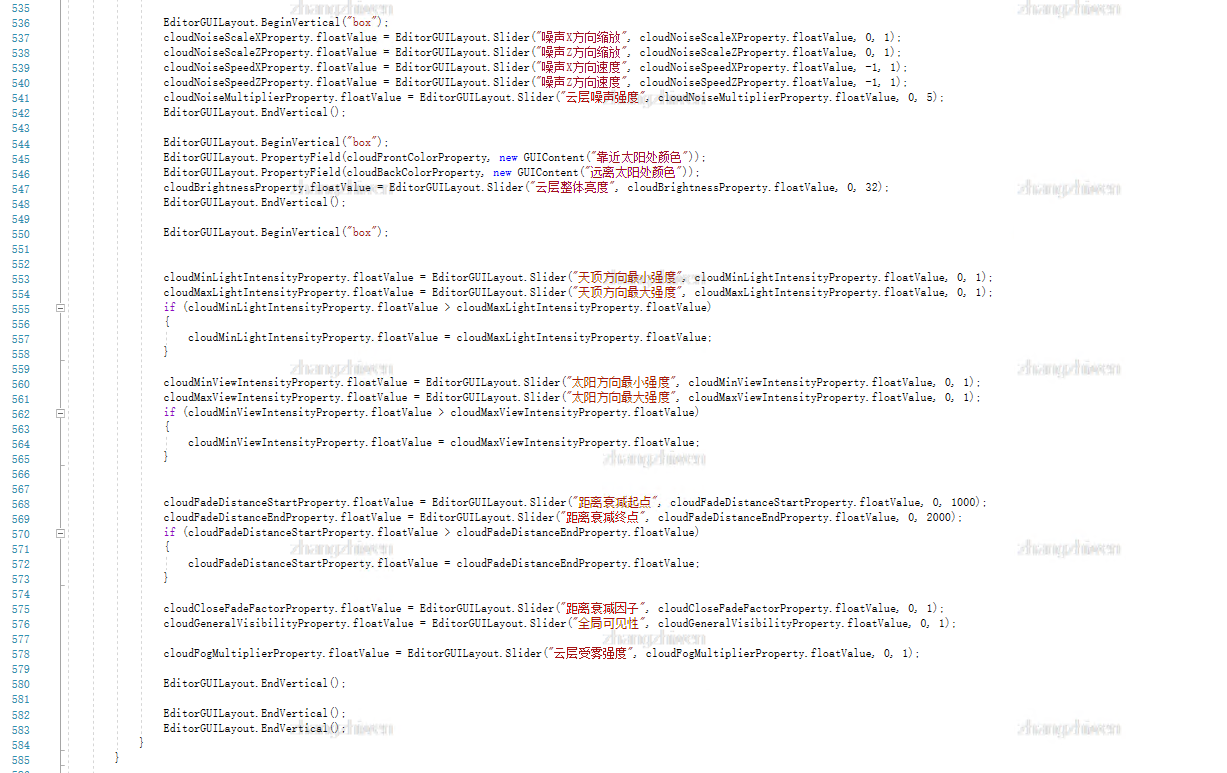 535
536 EditorGUILayout.BeginVertical("box");
537 cloudNoiseScaleXProperty.floatValue = EditorGUILayout.Slider("噪声X方向缩放", cloudNoiseScaleXProperty.floatValue, 0, 1);
538 cloudNoiseScaleZProperty.floatValue = EditorGUILayout.Slider("噪声Z方向缩放", cloudNoiseScaleZProperty.floatValue, 0, 1);
539 cloudNoiseSpeedXProperty.floatValue = EditorGUILayout.Slider("噪声X方向速度", cloudNoiseSpeedXProperty.floatValue, -1, 1);
540 cloudNoiseSpeedZProperty.floatValue = EditorGUILayout.Slider("噪声Z方向速度", cloudNoiseSpeedZProperty.floatValue, -1, 1);
541 cloudNoiseMultiplierProperty.floatValue = EditorGUILayout.Slider("云层噪声强度", cloudNoiseMultiplierProperty.floatValue, 0, 5);
542 EditorGUILayout.EndVertical();
543
544 EditorGUILayout.BeginVertical("box");
545 EditorGUILayout.PropertyField(cloudFrontColorProperty, new GUIContent("靠近太阳处颜色"));
546 EditorGUILayout.PropertyField(cloudBackColorProperty, new GUIContent("远离太阳处颜色"));
547 cloudBrightnessProperty.floatValue = EditorGUILayout.Slider("云层整体亮度", cloudBrightnessProperty.floatValue, 0, 32);
548 EditorGUILayout.EndVertical();
549
550 EditorGUILayout.BeginVertical("box");
551
552
553 cloudMinLightIntensityProperty.floatValue = EditorGUILayout.Slider("天顶方向最小强度", cloudMinLightIntensityProperty.floatValue, 0, 1);
554 cloudMaxLightIntensityProperty.floatValue = EditorGUILayout.Slider("天顶方向最大强度", cloudMaxLightIntensityProperty.floatValue, 0, 1);
555 if (cloudMinLightIntensityProperty.floatValue > cloudMaxLightIntensityProperty.floatValue)
556 {
557 cloudMinLightIntensityProperty.floatValue = cloudMaxLightIntensityProperty.floatValue;
558 }
559
560 cloudMinViewIntensityProperty.floatValue = EditorGUILayout.Slider("太阳方向最小强度", cloudMinViewIntensityProperty.floatValue, 0, 1);
561 cloudMaxViewIntensityProperty.floatValue = EditorGUILayout.Slider("太阳方向最大强度", cloudMaxViewIntensityProperty.floatValue, 0, 1);
562 if (cloudMinViewIntensityProperty.floatValue > cloudMaxViewIntensityProperty.floatValue)
563 {
564 cloudMinViewIntensityProperty.floatValue = cloudMaxViewIntensityProperty.floatValue;
565 }
566
567
568 cloudFadeDistanceStartProperty.floatValue = EditorGUILayout.Slider("距离衰减起点", cloudFadeDistanceStartProperty.floatValue, 0, 1000);
569 cloudFadeDistanceEndProperty.floatValue = EditorGUILayout.Slider("距离衰减终点", cloudFadeDistanceEndProperty.floatValue, 0, 2000);
570 if (cloudFadeDistanceStartProperty.floatValue > cloudFadeDistanceEndProperty.floatValue)
571 {
572 cloudFadeDistanceStartProperty.floatValue = cloudFadeDistanceEndProperty.floatValue;
573 }
574
575 cloudCloseFadeFactorProperty.floatValue = EditorGUILayout.Slider("距离衰减因子", cloudCloseFadeFactorProperty.floatValue, 0, 1);
576 cloudGeneralVisibilityProperty.floatValue = EditorGUILayout.Slider("全局可见性", cloudGeneralVisibilityProperty.floatValue, 0, 1);
577
578 cloudFogMultiplierProperty.floatValue = EditorGUILayout.Slider("云层受雾强度", cloudFogMultiplierProperty.floatValue, 0, 1);
579
580 EditorGUILayout.EndVertical();
581
582 EditorGUILayout.EndVertical();
583 EditorGUILayout.EndVertical();
584 }
585 }